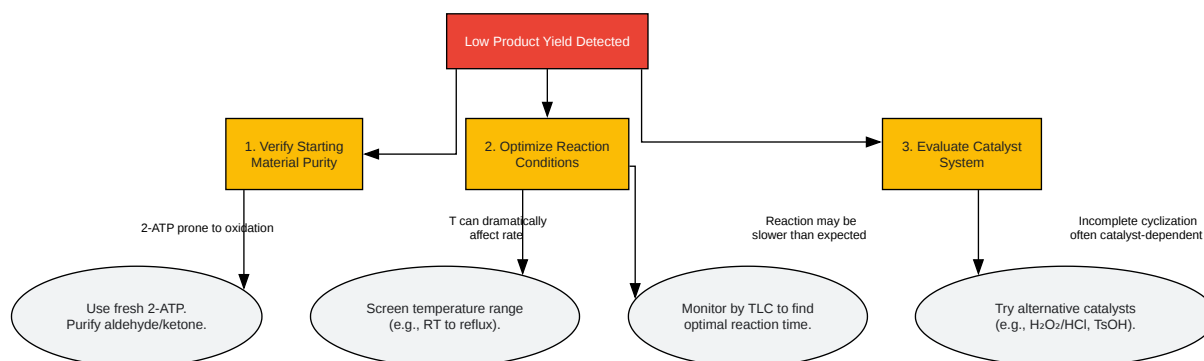 Low Product Yield Detected
1. Verify Starting
Material Purity
2. Optimize Reaction
Conditions
3. Evaluate Catalyst
System
2-ATP prone to oxidation
T can dramatically
affect rate
Reaction may be
slower than expected
Incomplete cyclization
often catalyst-dependent
Use fresh 2-ATP.
Purify aldehyde/ketone.
Screen temperature range
(e.g., RT to reflux).
Monitor by TLC to find
optimal reaction time.
Try alternative catalysts
(e.g., H₂O₂/HCl, TsOH).